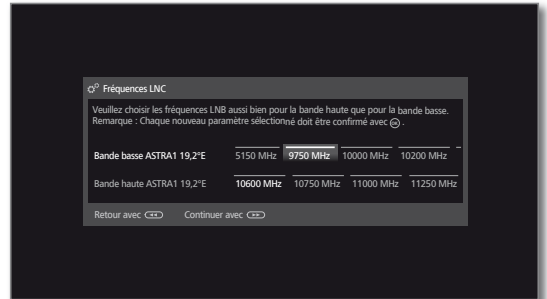 Fréquences LNC
Veuillez choisir les fréquences LNB aussi bien pour la bande haute que pour la bande basse.
Remarque : Chaque nouveau paramètre sélectionné doit être confirmé avec OK .
Bande basse ASTRA1 19,2°E 5150 MHz 9750 MHz 10000 MHz 10200 MHz
Bande haute ASTRA1 19,2°E 10600 MHz 10750 MHz 11000 MHz 11250 MHz
Retour avec Continuer avec